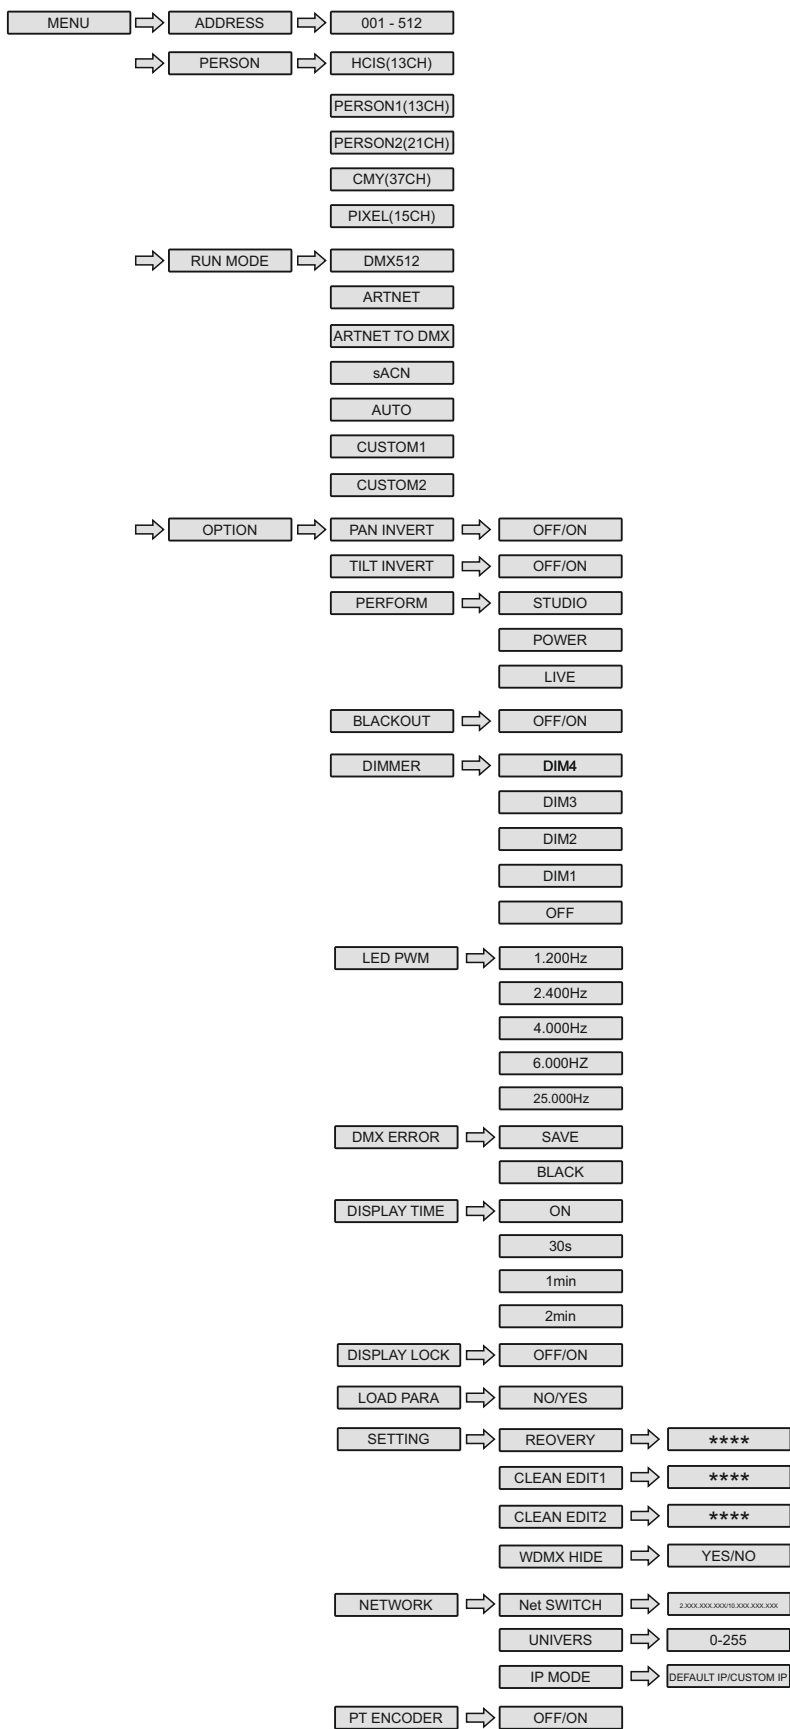 MENU ADDRESS 001 - 512
PERSON HCIS(13CH)
PERSON1(13CH)
PERSON2(21CH)
CMY(37CH)
PIXEL(15CH)
RUN MODE DMX512
ARTNET
ARTNET TO DMX
sACN
AUTO
CUSTOM1
CUSTOM2
OPTION PAN INVERT OFF/ON
TILT INVERT OFF/ON
PERFORM STUDIO
POWER
LIVE
BLACKOUT OFF/ON
DIMMER DIM4
DIM3
DIM2
DIM1
OFF
LED PWM 1.200Hz
2.400Hz
4.000Hz
6.000HZ
25.000Hz
DMX ERROR SAVE
BLACK
DISPLAY TIME ON
30s
1min
2min
DISPLAY LOCK OFF/ON
LOAD PARA NO/YES
SETTING REOVERY ****
CLEAN EDIT1 ****
CLEAN EDIT2 ****
WDMX HIDE YES/NO
NETWORK Net SWITCH 2.XXX.XXX.XXX/10.XXX.XXX.XXX
UNIVERS 0-255
IP MODE DEFAULT IP/CUSTOM IP
PT ENCODER OFF/ON